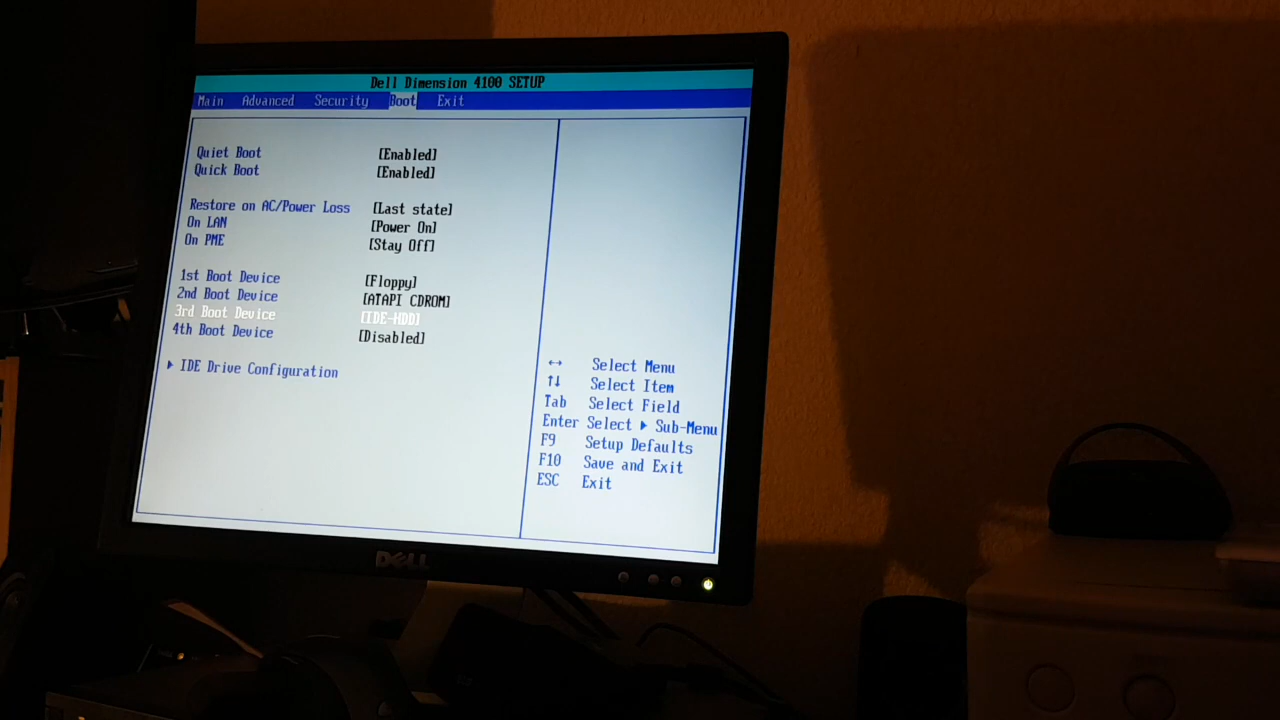 Dell Dimension 4100 SETUP
Main Advanced Security Boot Exit
Quiet Boot [Enabled]
Quick Boot [Enabled]
Restore on AC/Power Loss [Last state]
On LAN [Power On]
On PME [Stay Off]
1st Boot Device [Floppy]
2nd Boot Device [ATAPI CDROM]
3rd Boot Device [IDE-HDD]
4th Boot Device [Disabled]
▶ IDE Drive Configuration
↔ Select Menu
↑↓ Select Item
Tab Select Field
Enter Select ▶ Sub-Menu
F9 Setup Defaults
F10 Save and Exit
ESC Exit
DELL